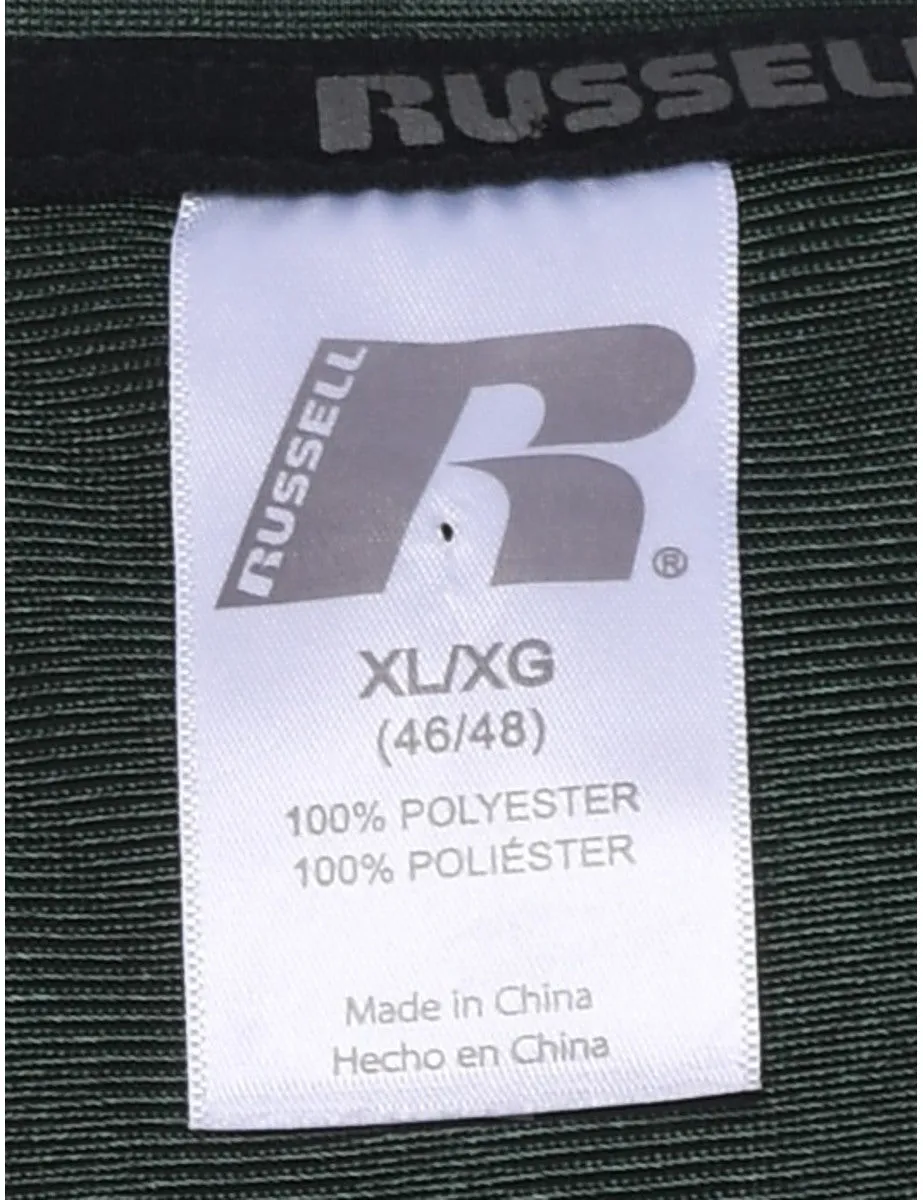 RUSSELL
RUSSELL
®
XL/XG
(46/48)
100% POLYESTER
100% POLIÉSTER
Made in China
Hecho en China